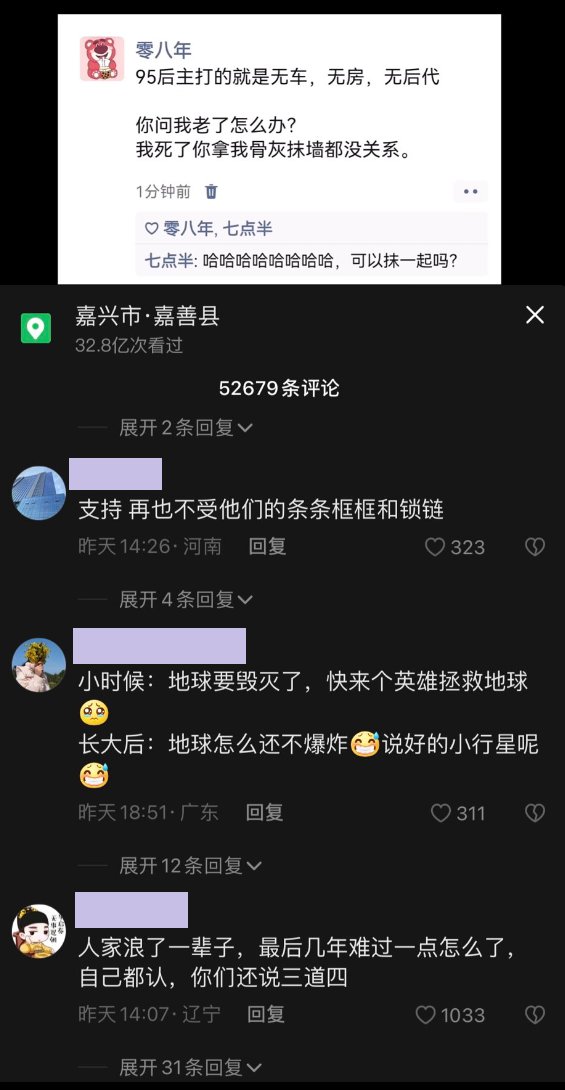 零八年
95后主打的就是无车，无房，无后代
你问我老了怎么办？
我死了你拿我骨灰抹墙都没关系。
1分钟前
零八年, 七点半
七点半: 哈哈哈哈哈哈哈哈，可以抹一起吗？
嘉兴市·嘉善县
32.8亿次看过
52679条评论
展开2条回复
支持 再也不受他们的条条框框和锁链
昨天14:26·河南 回复 323
展开4条回复
小时候：地球要毁灭了，快来个英雄拯救地球
🥺
长大后：地球怎么还不爆炸😅说好的小行星呢
😅
昨天18:51·广东 回复 311
展开12条回复
人家浪了一辈子，最后几年难过一点怎么了，
自己都认，你们还说三道四
昨天14:07·辽宁 回复 1033
展开31条回复